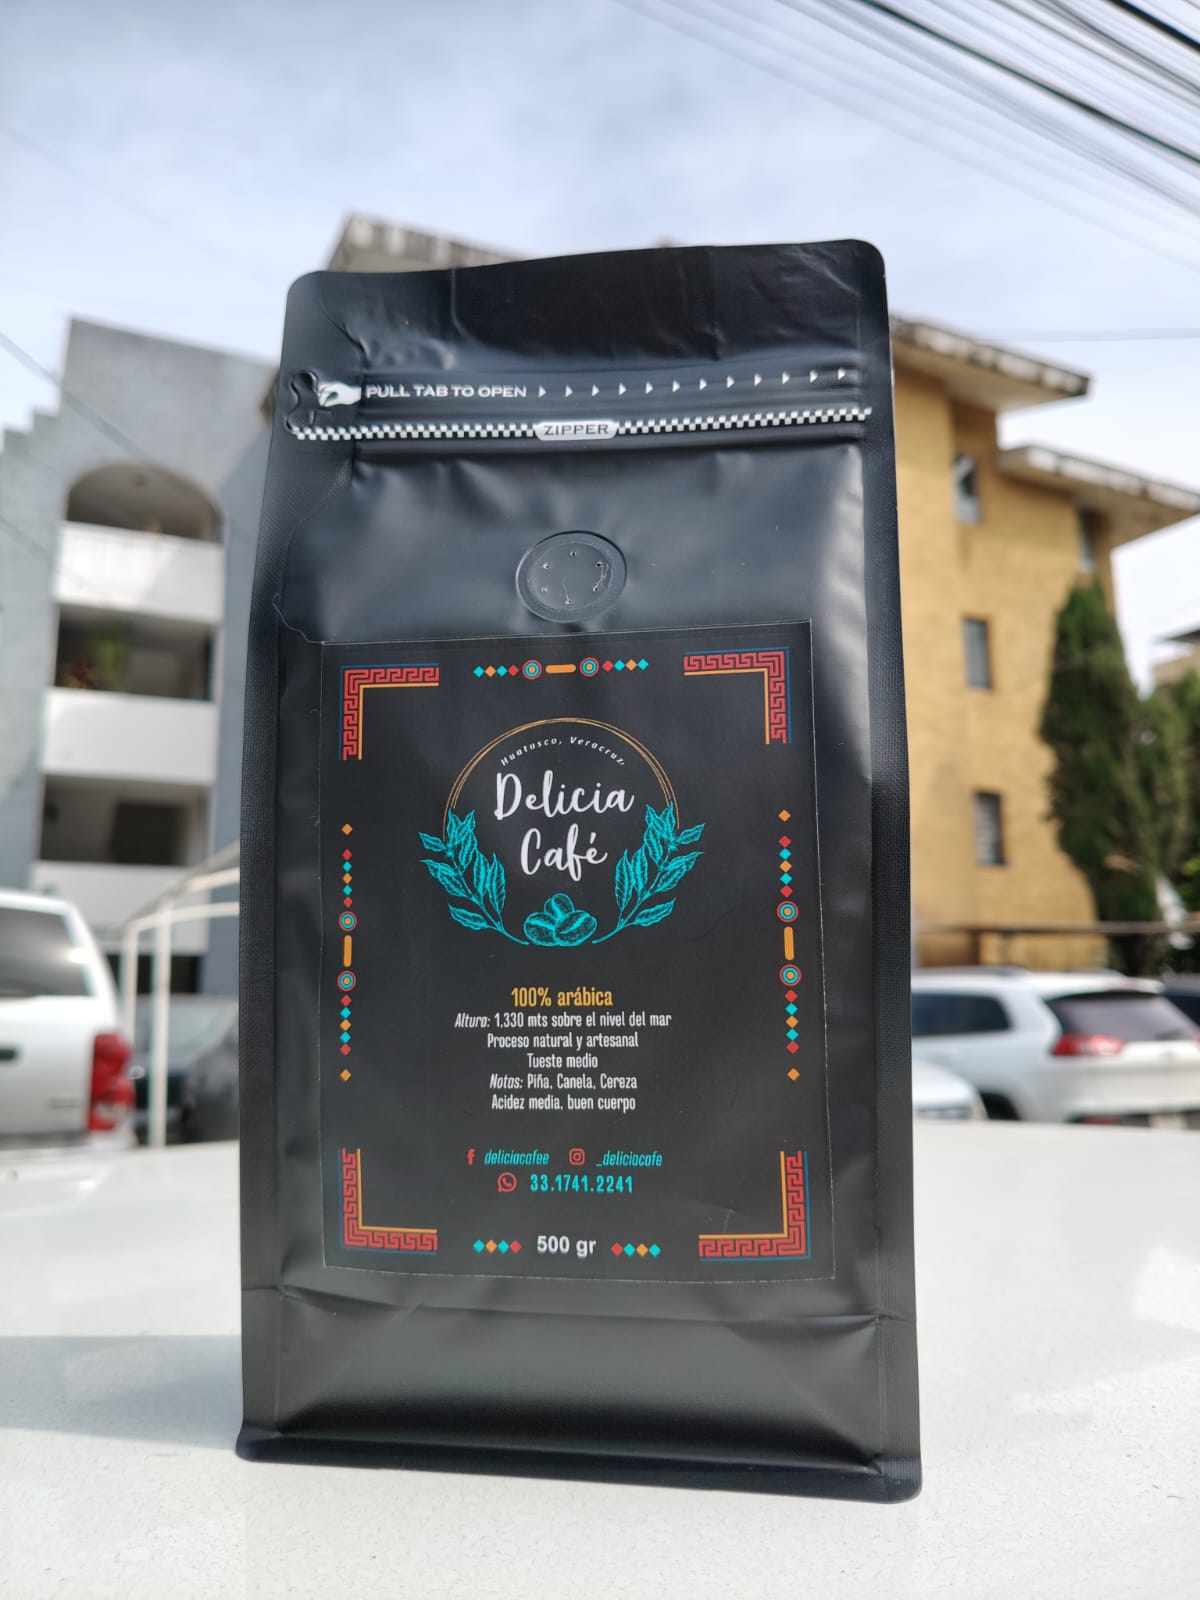 PULL TAB TO OPEN
ZIPPER
Huatusco, Veracruz.
Delicia
Café
100% arábica
Altura: 1,330 mts sobre el nivel del mar
Proceso natural y artesanal
Tueste medio
Notas: Piña, Canela, Cereza
Acidez media, buen cuerpo
deliciacafee _deliciacafe
33.1741.2241
500 gr